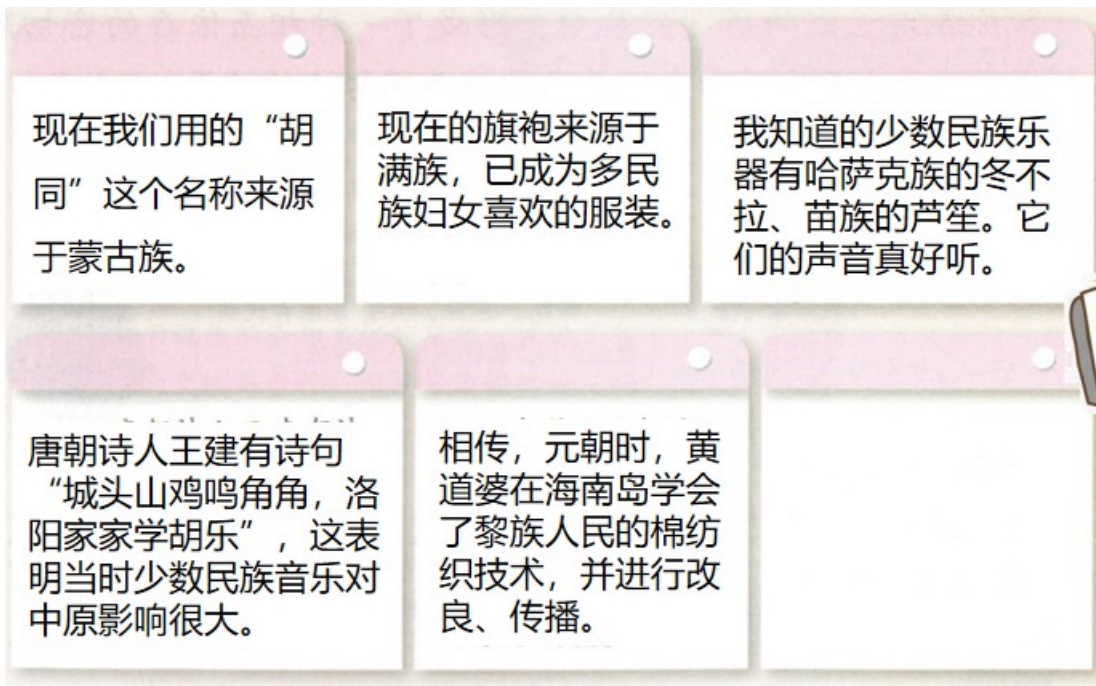 现在我们用的“胡
同”这个名称来源
于蒙古族。
现在的旗袍来源于
满族，已成为多民
族妇女喜欢的服装。
我知道的少数民族乐
器有哈萨克族的冬不
拉、苗族的芦笙。它
们的声音真好听。
唐朝诗人王建有诗句
“城头山鸡鸣角角，洛
阳家家学胡乐”，这表
明当时少数民族音乐对
中原影响很大。
相传，元朝时，黄
道婆在海南岛学会
了黎族人民的棉纺
织技术，并进行改
良、传播。